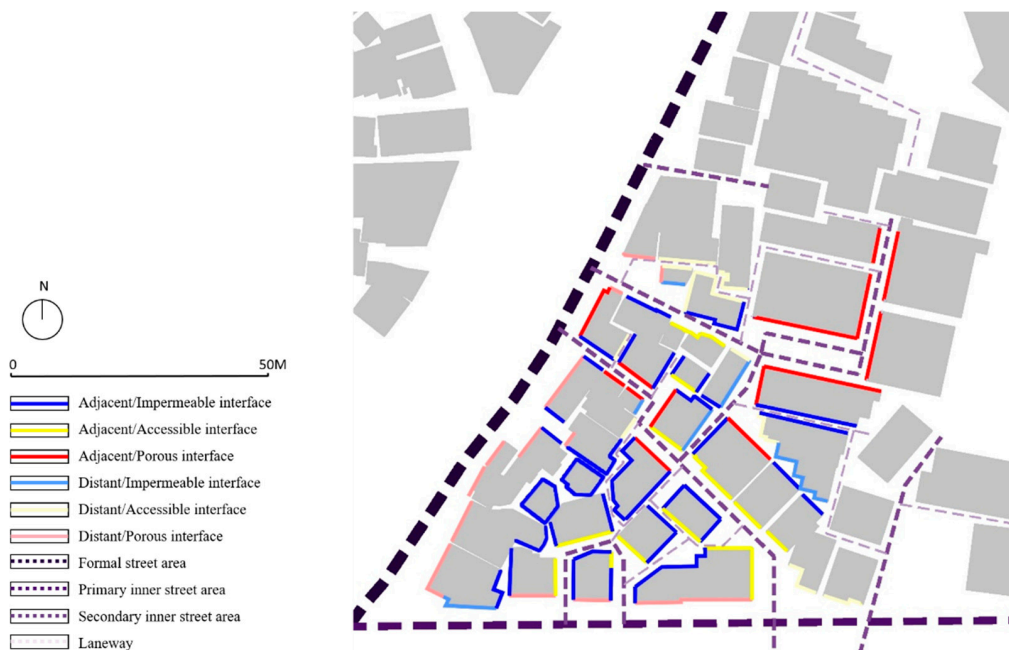 N
0
50M
Adjacent/Impermeable interface
Adjacent/Accessible interface
Adjacent/Porous interface
Distant/Impermeable interface
Distant/Accessible interface
Distant/Porous interface
Formal street area
Primary inner street area
Secondary inner street area
Laneway